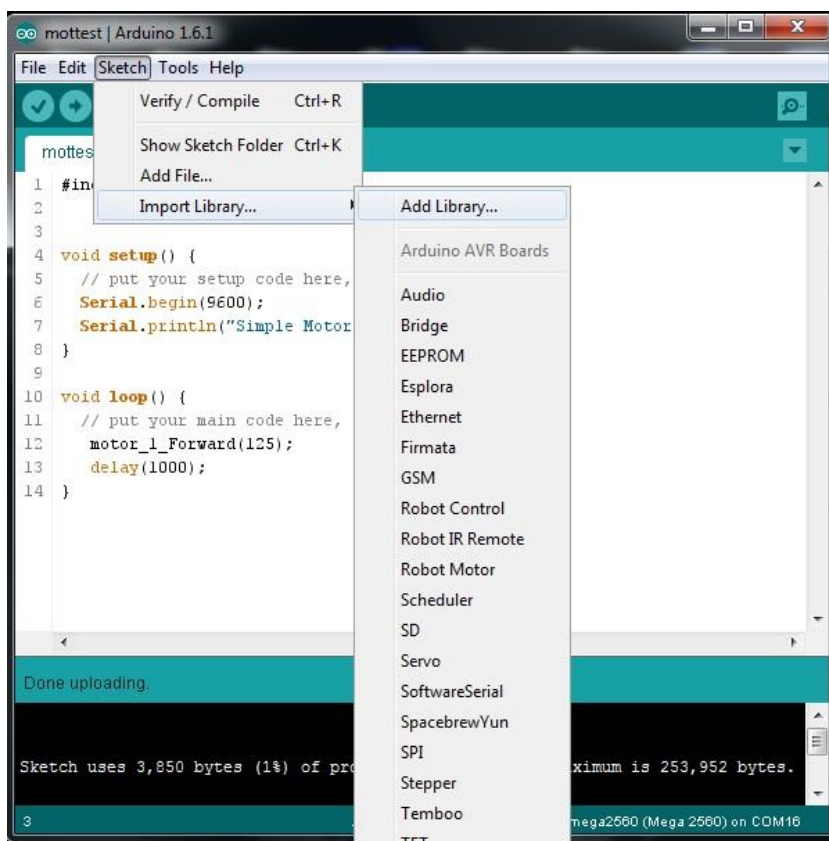 mottest | Arduino 1.6.1
File Edit Sketch Tools Help
Verify / Compile Ctrl+R
Show Sketch Folder Ctrl+K
Add File...
Import Library...
Add Library...
Arduino AVR Boards
Audio
Bridge
EEPROM
Esplora
Ethernet
Firmata
GSM
Robot Control
Robot IR Remote
Robot Motor
Scheduler
SD
Servo
SoftwareSerial
SpacebrewYun
SPI
Stepper
Temboo
mottes
1 #in
2
3
4 void setup() {
5 // put your setup code here,
6 Serial.begin(9600);
7 Serial.println("Simple Motor
8 }
9
10 void loop() {
11 // put your main code here,
12 motor_1_Forward(125);
13 delay(1000);
14 }
Done uploading.
Sketch uses 3,850 bytes (1%) of pro ximum is 253,952 bytes.
3 mega2560 (Mega 2560) on COM16